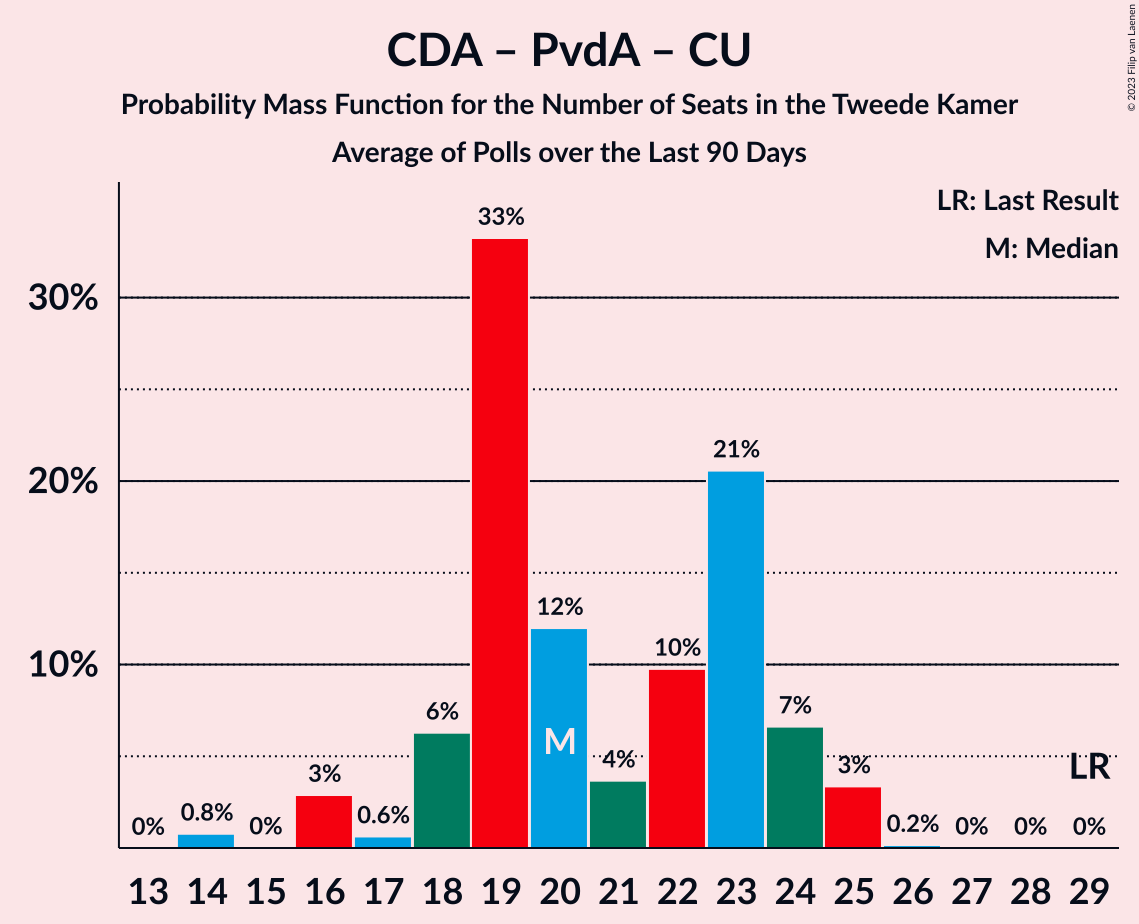 CDA – PvdA – CU
Probability Mass Function for the Number of Seats in the Tweede Kamer
Average of Polls over the Last 90 Days
© 2023 Filip van Laenen
LR: Last Result
M: Median
30%
20%
10%
0%
0.8%
0%
3%
0.6%
6%
33%
12%
4%
10%
21%
7%
3%
0.2%
0%
0%
0%
M
LR
13 14 15 16 17 18 19 20 21 22 23 24 25 26 27 28 29